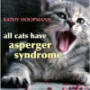 KATHY HOOPMANN
all cats have
asperger
syndrome